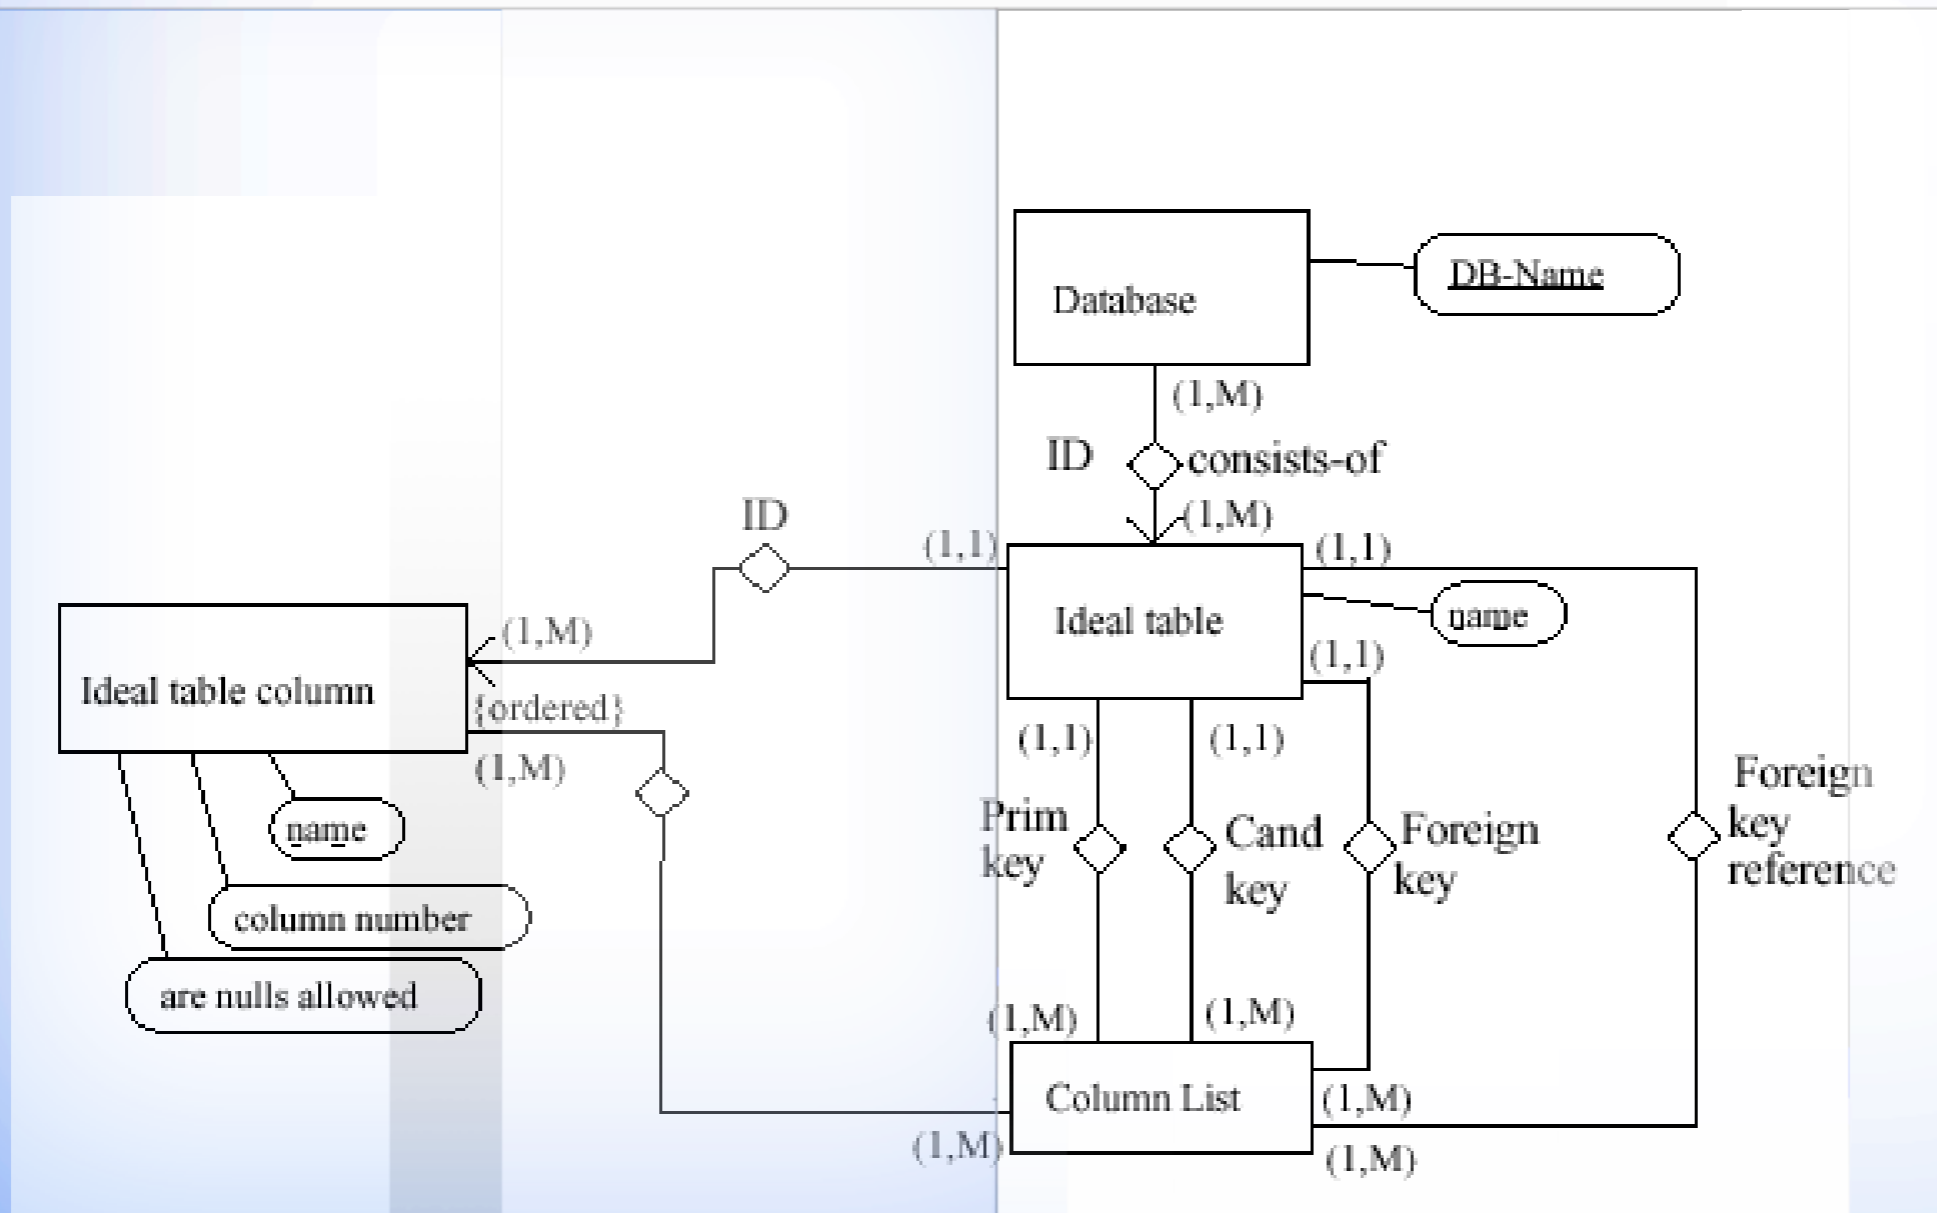 Database
DB-Name
(1,M)
ID
consists-of
(1,M)
ID
(1,1)
(1,1)
Ideal table
name
(1,M)
(1,1)
Ideal table column
{ordered}
(1,M)
(1,1)
(1,1)
name
Prim
key
Cand
key
Foreign
key
Foreign
key
reference
column number
are nulls allowed
(1,M)
(1,M)
Column List
(1,M)
(1,M)
(1,M)